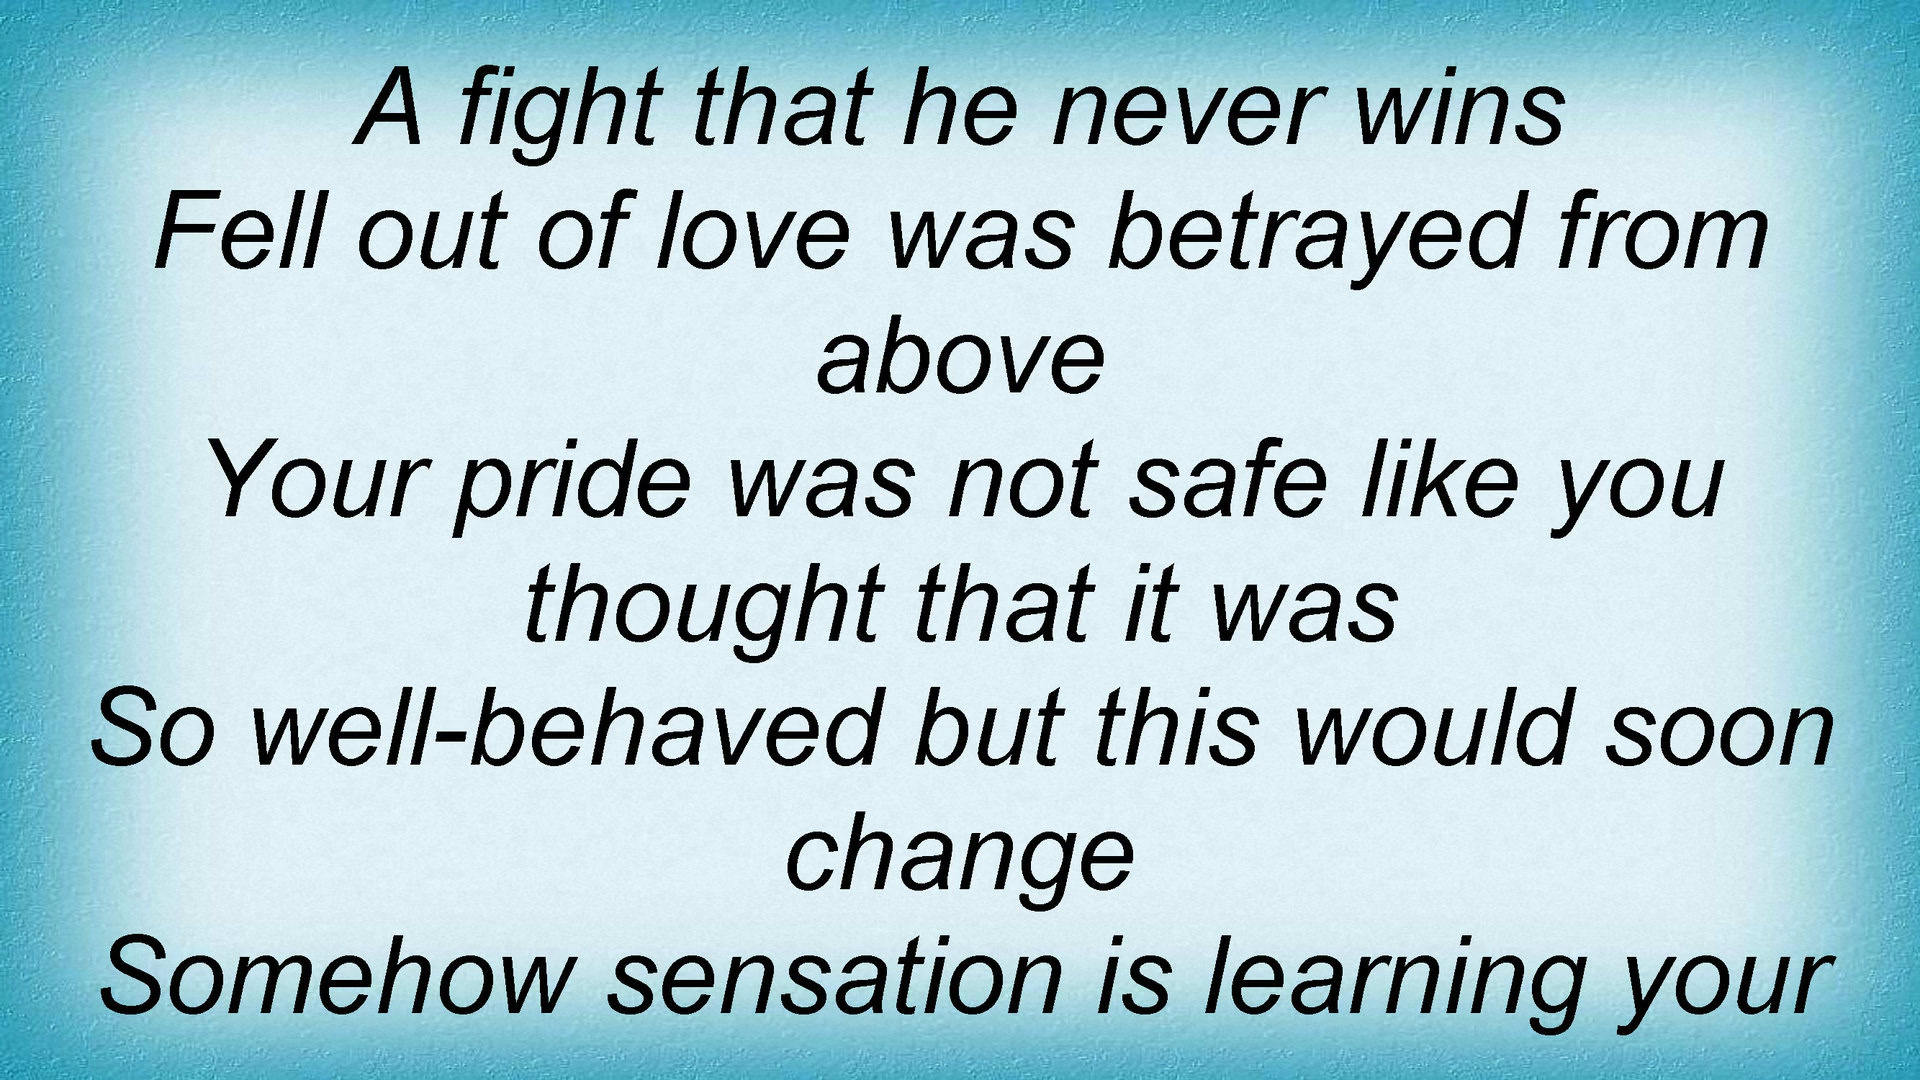 A fight that he never wins
Fell out of love was betrayed from
above
Your pride was not safe like you
thought that it was
So well-behaved but this would soon
change
Somehow sensation is learning your